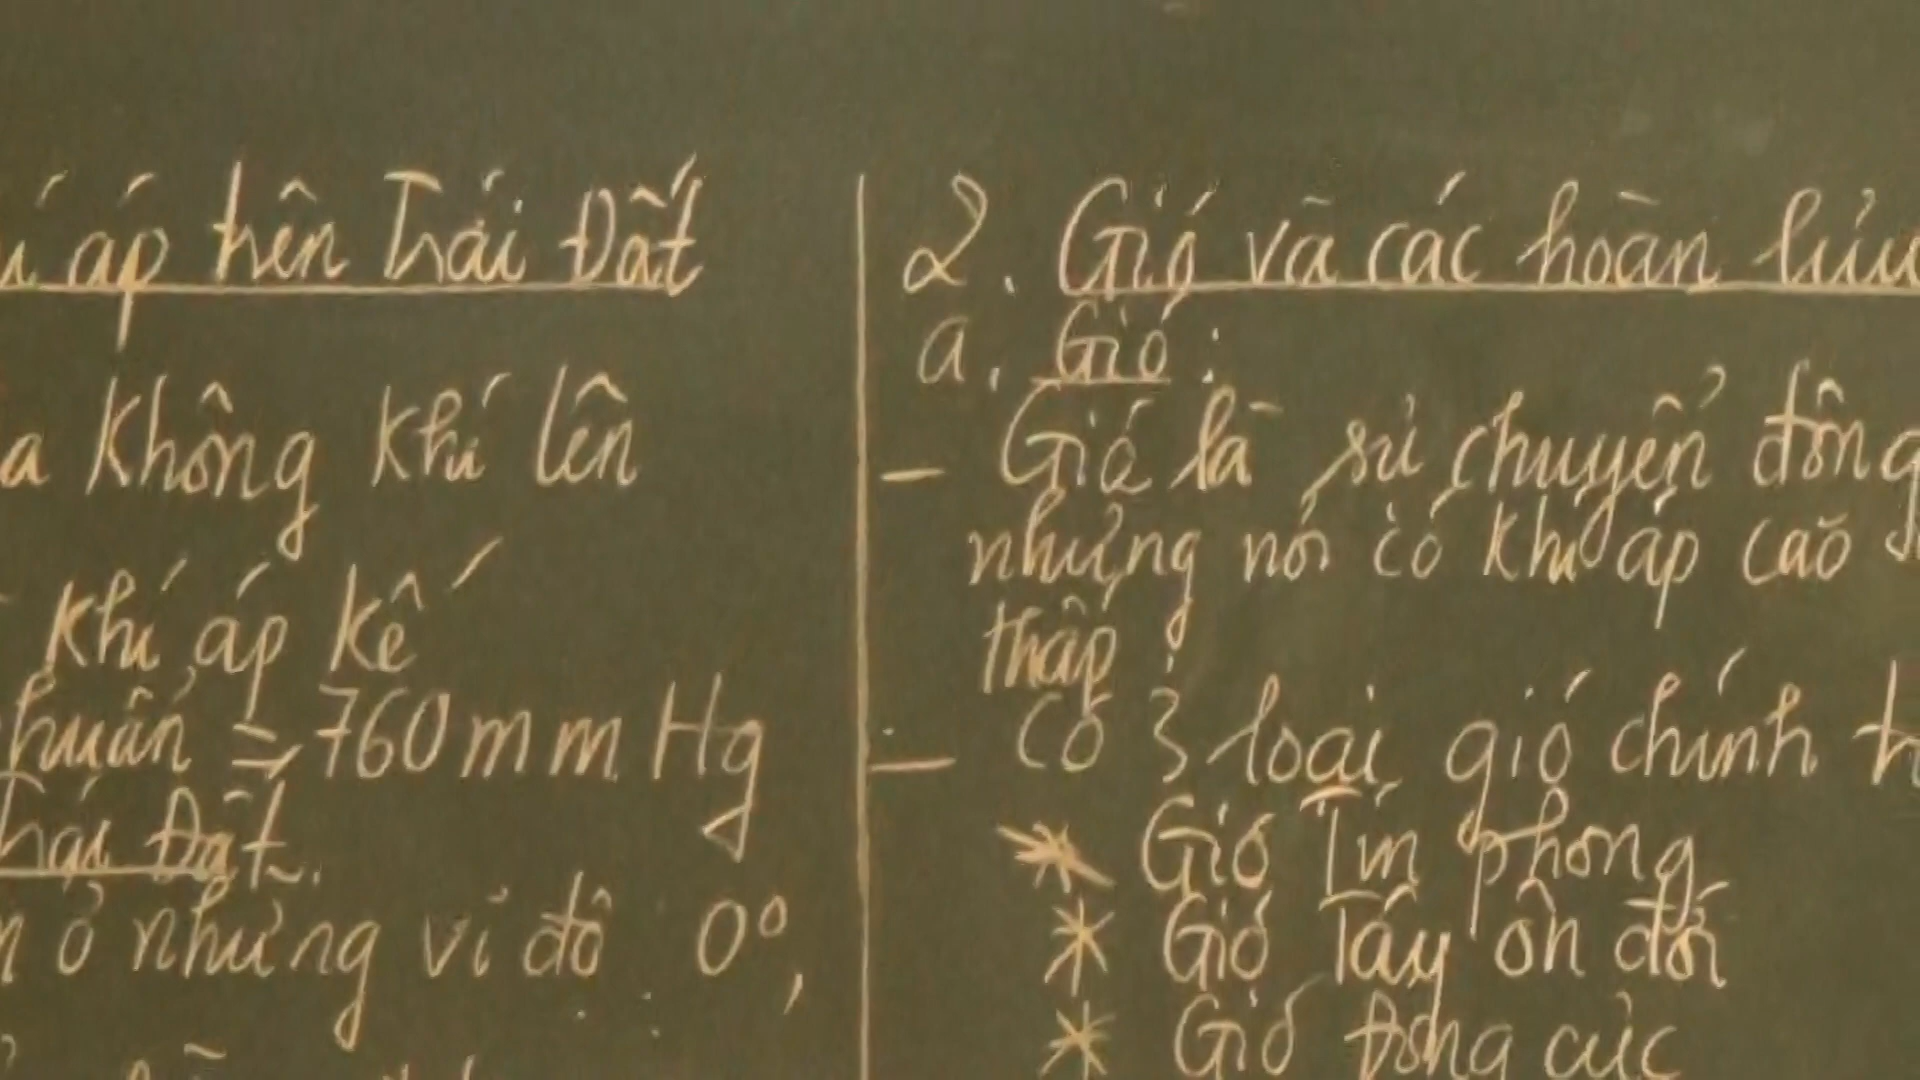 áp trên Trái Đất
không khí lên
khí áp kế
= 760 mm Hg
Trái Đất.
ở những vĩ độ 0°,
2. Gió và các hoàn lưu
a. Gió:
- Gió là sự chuyển động
những nơi có khí áp cao
thấp
- Có 3 loại gió chính
* Gió Tín phong
* Gió Tây ôn đới
* Gió Đông cực